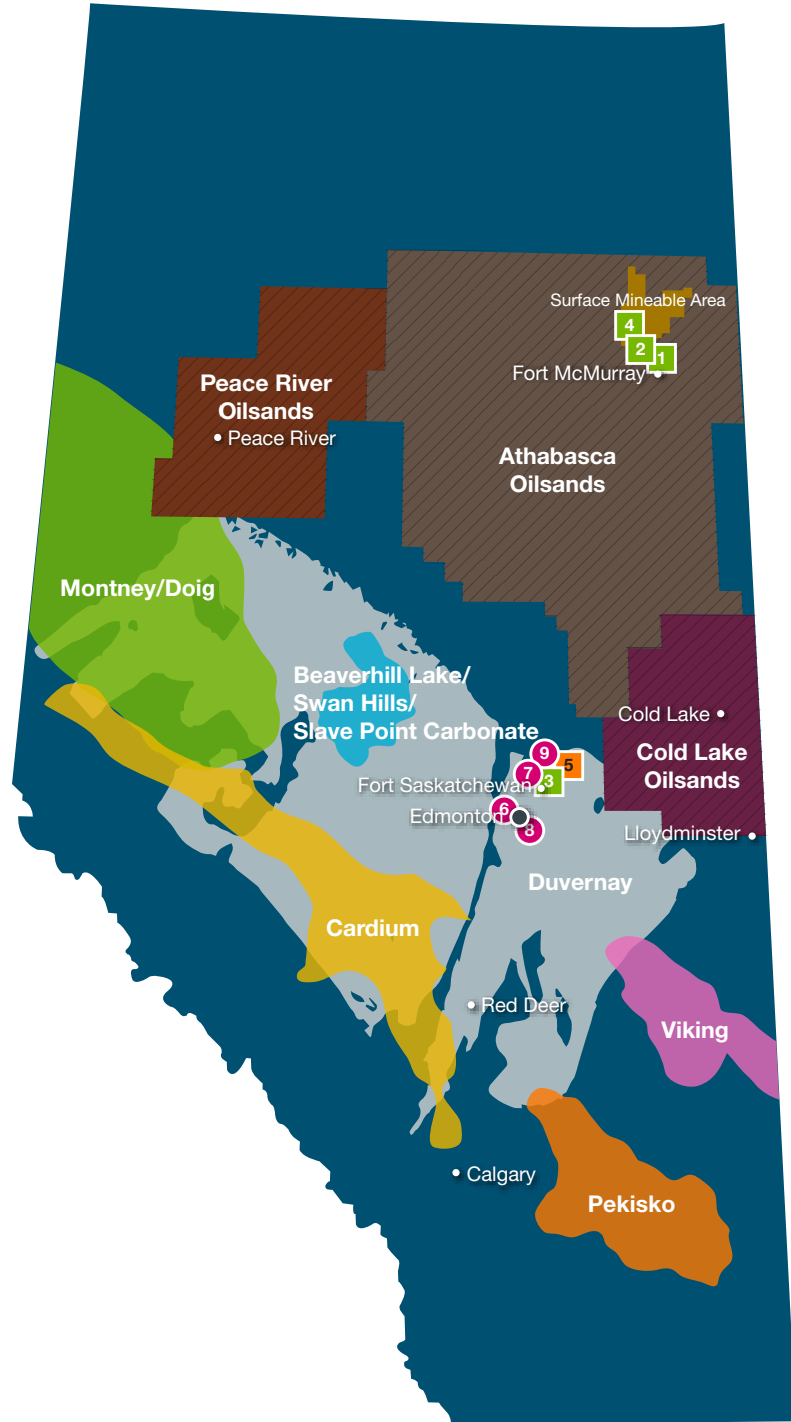 Surface Mineable Area
4
2
1
Fort McMurray
Peace River
Oilsands
Peace River
Athabasca
Oilsands
Montney/Doig
Beaverhill Lake/
Swan Hills/
Slave Point Carbonate
Cold Lake
Cold Lake
Oilsands
9
5
7
3
Fort Saskatchewan
6
Edmonton
8
Lloydminster
Duvernay
Cardium
Red Deer
Viking
Calgary
Pekisko